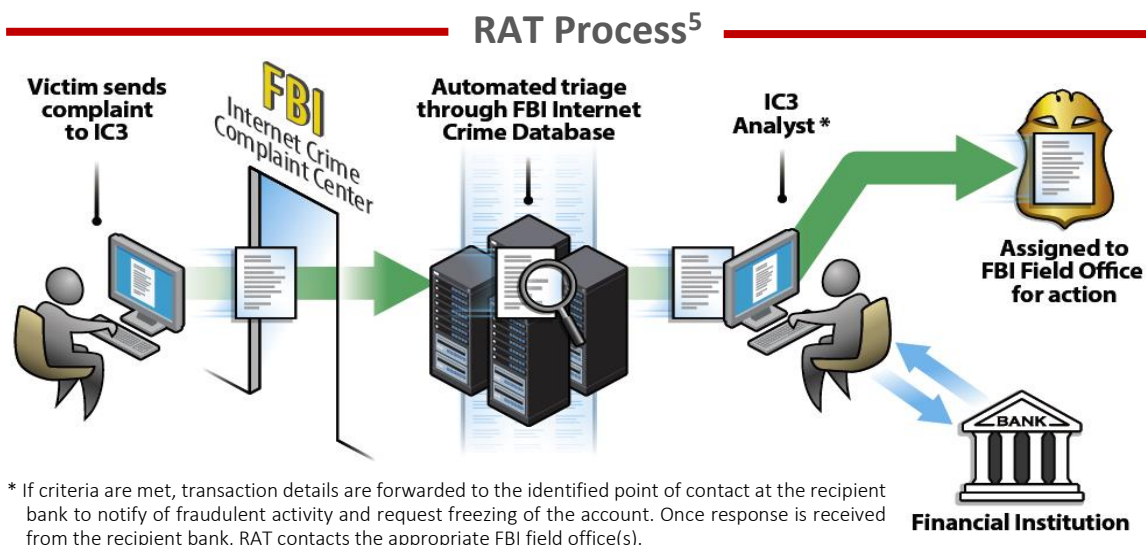 RAT Process⁵
Victim sends
complaint
to IC3
FBI
Internet Crime
Complaint Center
Automated triage
through FBI Internet
Crime Database
IC3
Analyst *
Assigned to
FBI Field Office
for action
BANK
Financial Institution
* If criteria are met, transaction details are forwarded to the identified point of contact at the recipient
bank to notify of fraudulent activity and request freezing of the account. Once response is received
from the recipient bank, RAT contacts the appropriate FBI field office(s).